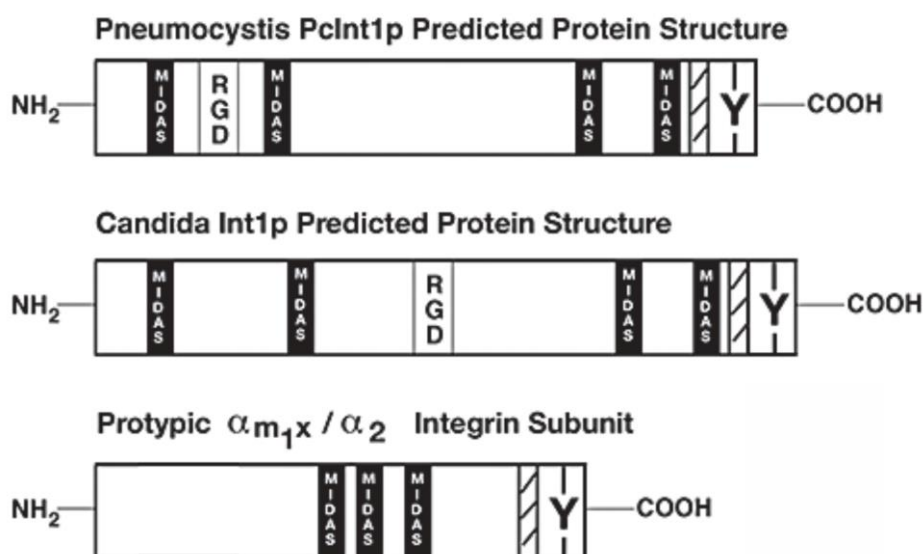 Pneumocystis PcInt1p Predicted Protein Structure
NH₂ MIDAS RGD MIDAS MIDAS MIDAS Y COOH
Candida Int1p Predicted Protein Structure
NH₂ MIDAS MIDAS RGD MIDAS MIDAS Y COOH
Protypic αm₁x / α₂ Integrin Subunit
NH₂ MIDAS MIDAS MIDAS Y COOH